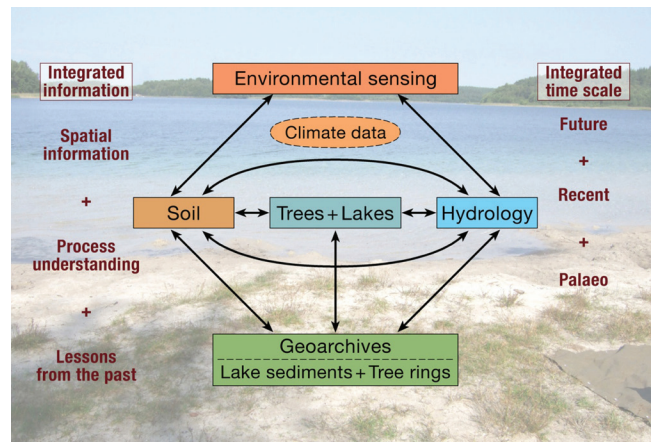 Integrated
information
Spatial
information
+
Process
understanding
+
Lessons
from the past
Environmental sensing
Climate data
Soil
Trees + Lakes
Hydrology
Geoarchives
Lake sediments + Tree rings
Integrated
time scale
Future
+
Recent
+
Palaeo